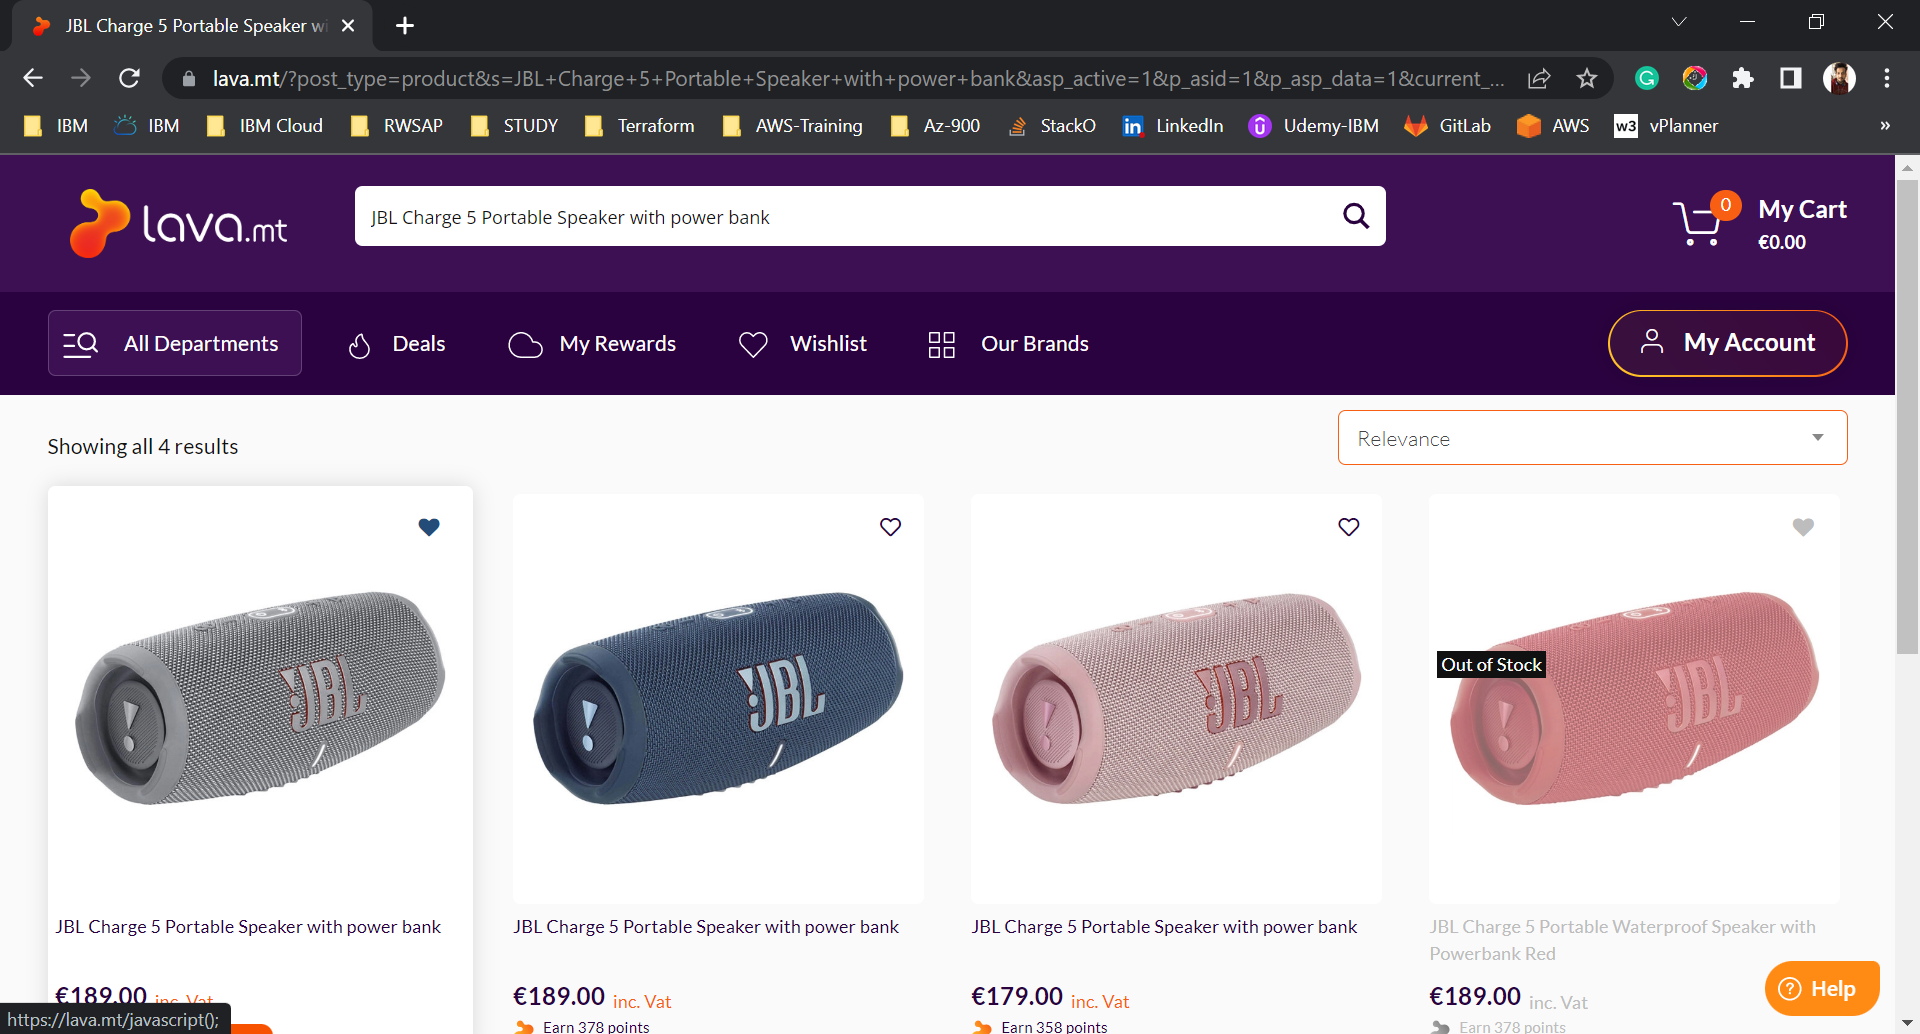 JBL Charge 5 Portable Speaker wi
lava.mt/?post_type=product&s=JBL+Charge+5+Portable+Speaker+with+power+bank&asp_active=1&p_asid=1&p_asp_data=1&current_...
IBM IBM IBM Cloud RWSAP STUDY Terraform AWS-Training Az-900 StackO LinkedIn Udemy-IBM GitLab AWS w3 vPlanner »
lava.mt
JBL Charge 5 Portable Speaker with power bank
0
My Cart
€0.00
All Departments Deals My Rewards Wishlist Our Brands My Account
Showing all 4 results
Relevance
JBL
JBL
JBL
JBL
Out of Stock
JBL Charge 5 Portable Speaker with power bank
€189.00 inc. Vat
JBL Charge 5 Portable Speaker with power bank
€189.00 inc. Vat
Earn 378 points
JBL Charge 5 Portable Speaker with power bank
€179.00 inc. Vat
Earn 358 points
JBL Charge 5 Portable Waterproof Speaker with
Powerbank Red
€189.00 inc. Vat
Earn 378 points
? Help
https://lava.mt/javascript();